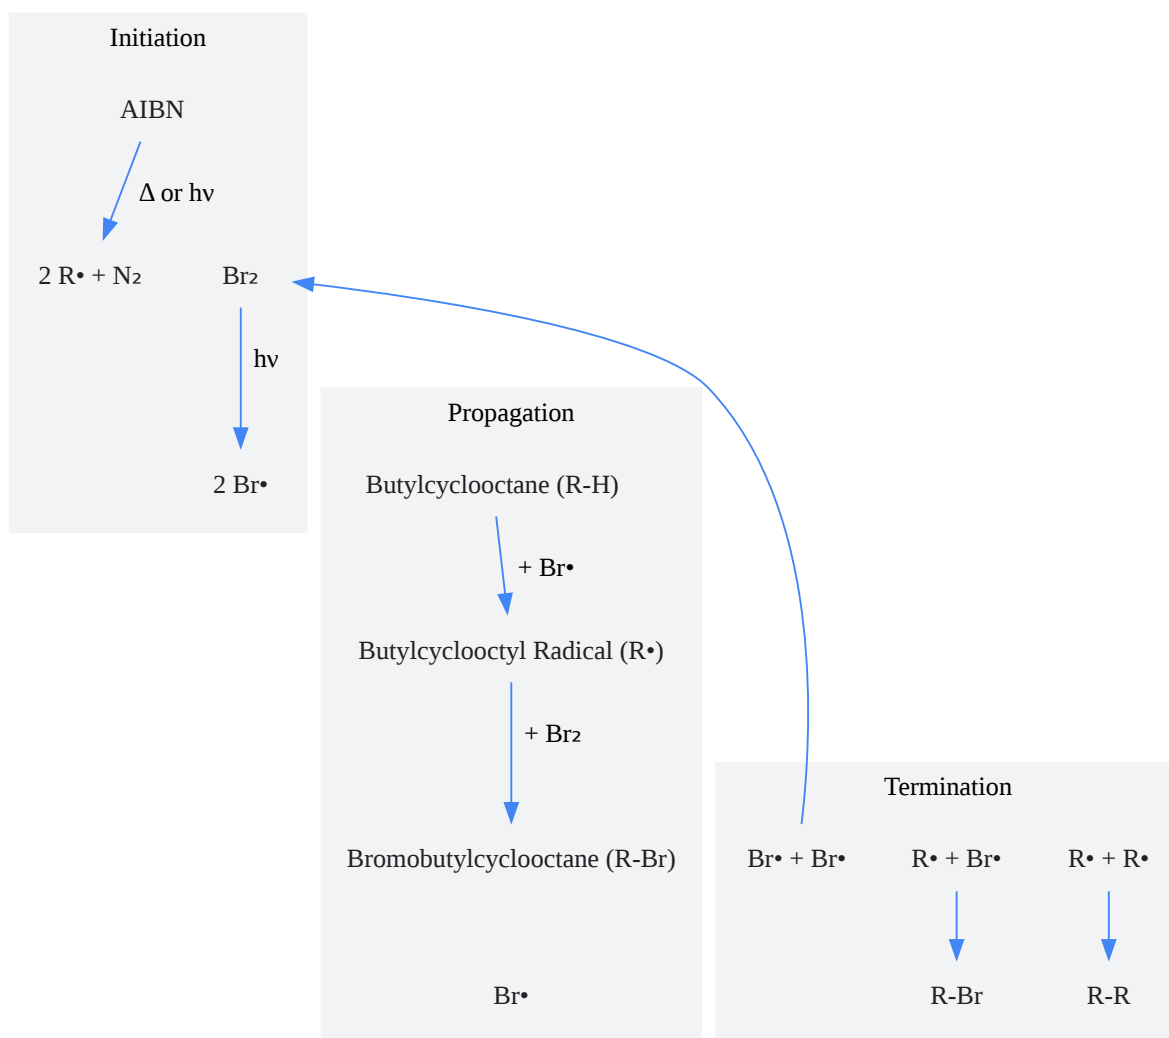 Initiation
AIBN
Δ or hν
2 R• + N₂
Br₂
hν
2 Br•
Propagation
Butylcyclooctane (R-H)
+ Br•
Butylcyclooctyl Radical (R•)
+ Br₂
Bromobutylcyclooctane (R-Br)
Br•
Termination
Br• + Br•
R• + Br•
R• + R•
R-Br
R-R